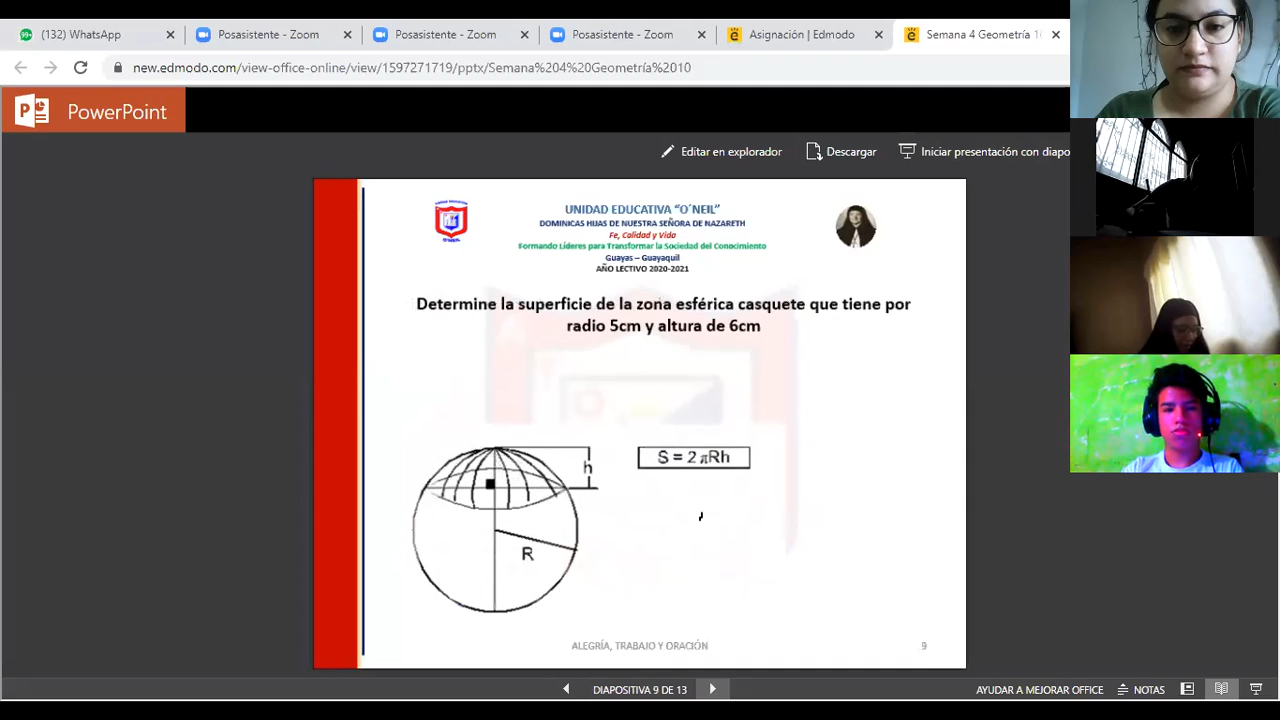 (132) WhatsApp
Posasistente - Zoom
Posasistente - Zoom
Posasistente - Zoom
Asignación | Edmodo
Semana 4 Geometría 1
new.edmodo.com/view-office-online/view/1597271719/pptx/Semana%204%20Geometría%2010
PowerPoint
Editar en explorador
Descargar
Iniciar presentación con diapo
UNIDAD EDUCATIVA "O´NEIL"
DOMINICAS HIJAS DE NUESTRA SEÑORA DE NAZARETH
Fe, Calidad y Vida
Formando Líderes para Transformar la Sociedad del Conocimiento
Guayas – Guayaquil
AÑO LECTIVO 2020-2021
Determine la superficie de la zona esférica casquete que tiene por
radio 5cm y altura de 6cm
h
S = 2 πRh
R
ALEGRÍA, TRABAJO Y ORACIÓN
9
DIAPOSITIVA 9 DE 13
AYUDAR A MEJORAR OFFICE
NOTAS